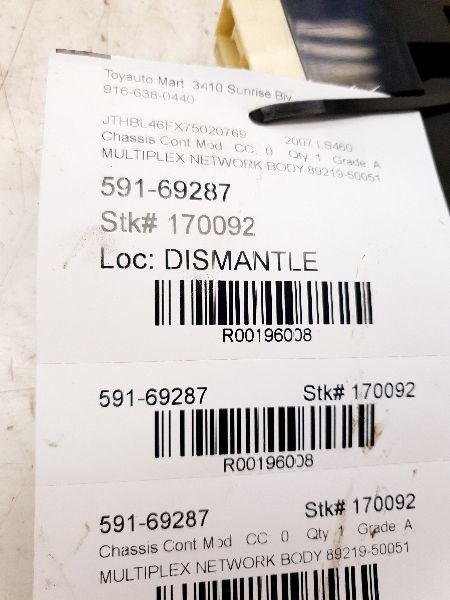 Toyauto Mart 3410 Sunrise Blv
916-638-0440
JTHBL46FX75020769 2007 LS460
Chassis Cont Mod CC. 0 Qty 1 Grade A
MULTIPLEX NETWORK BODY 89219-50051
591-69287
Stk# 170092
Loc: DISMANTLE
R00196008
591-69287 Stk# 170092
R00196008
591-69287 Stk# 170092
Chassis Cont Mod CC. 0 Qty 1 Grade A
MULTIPLEX NETWORK BODY 89219-50051